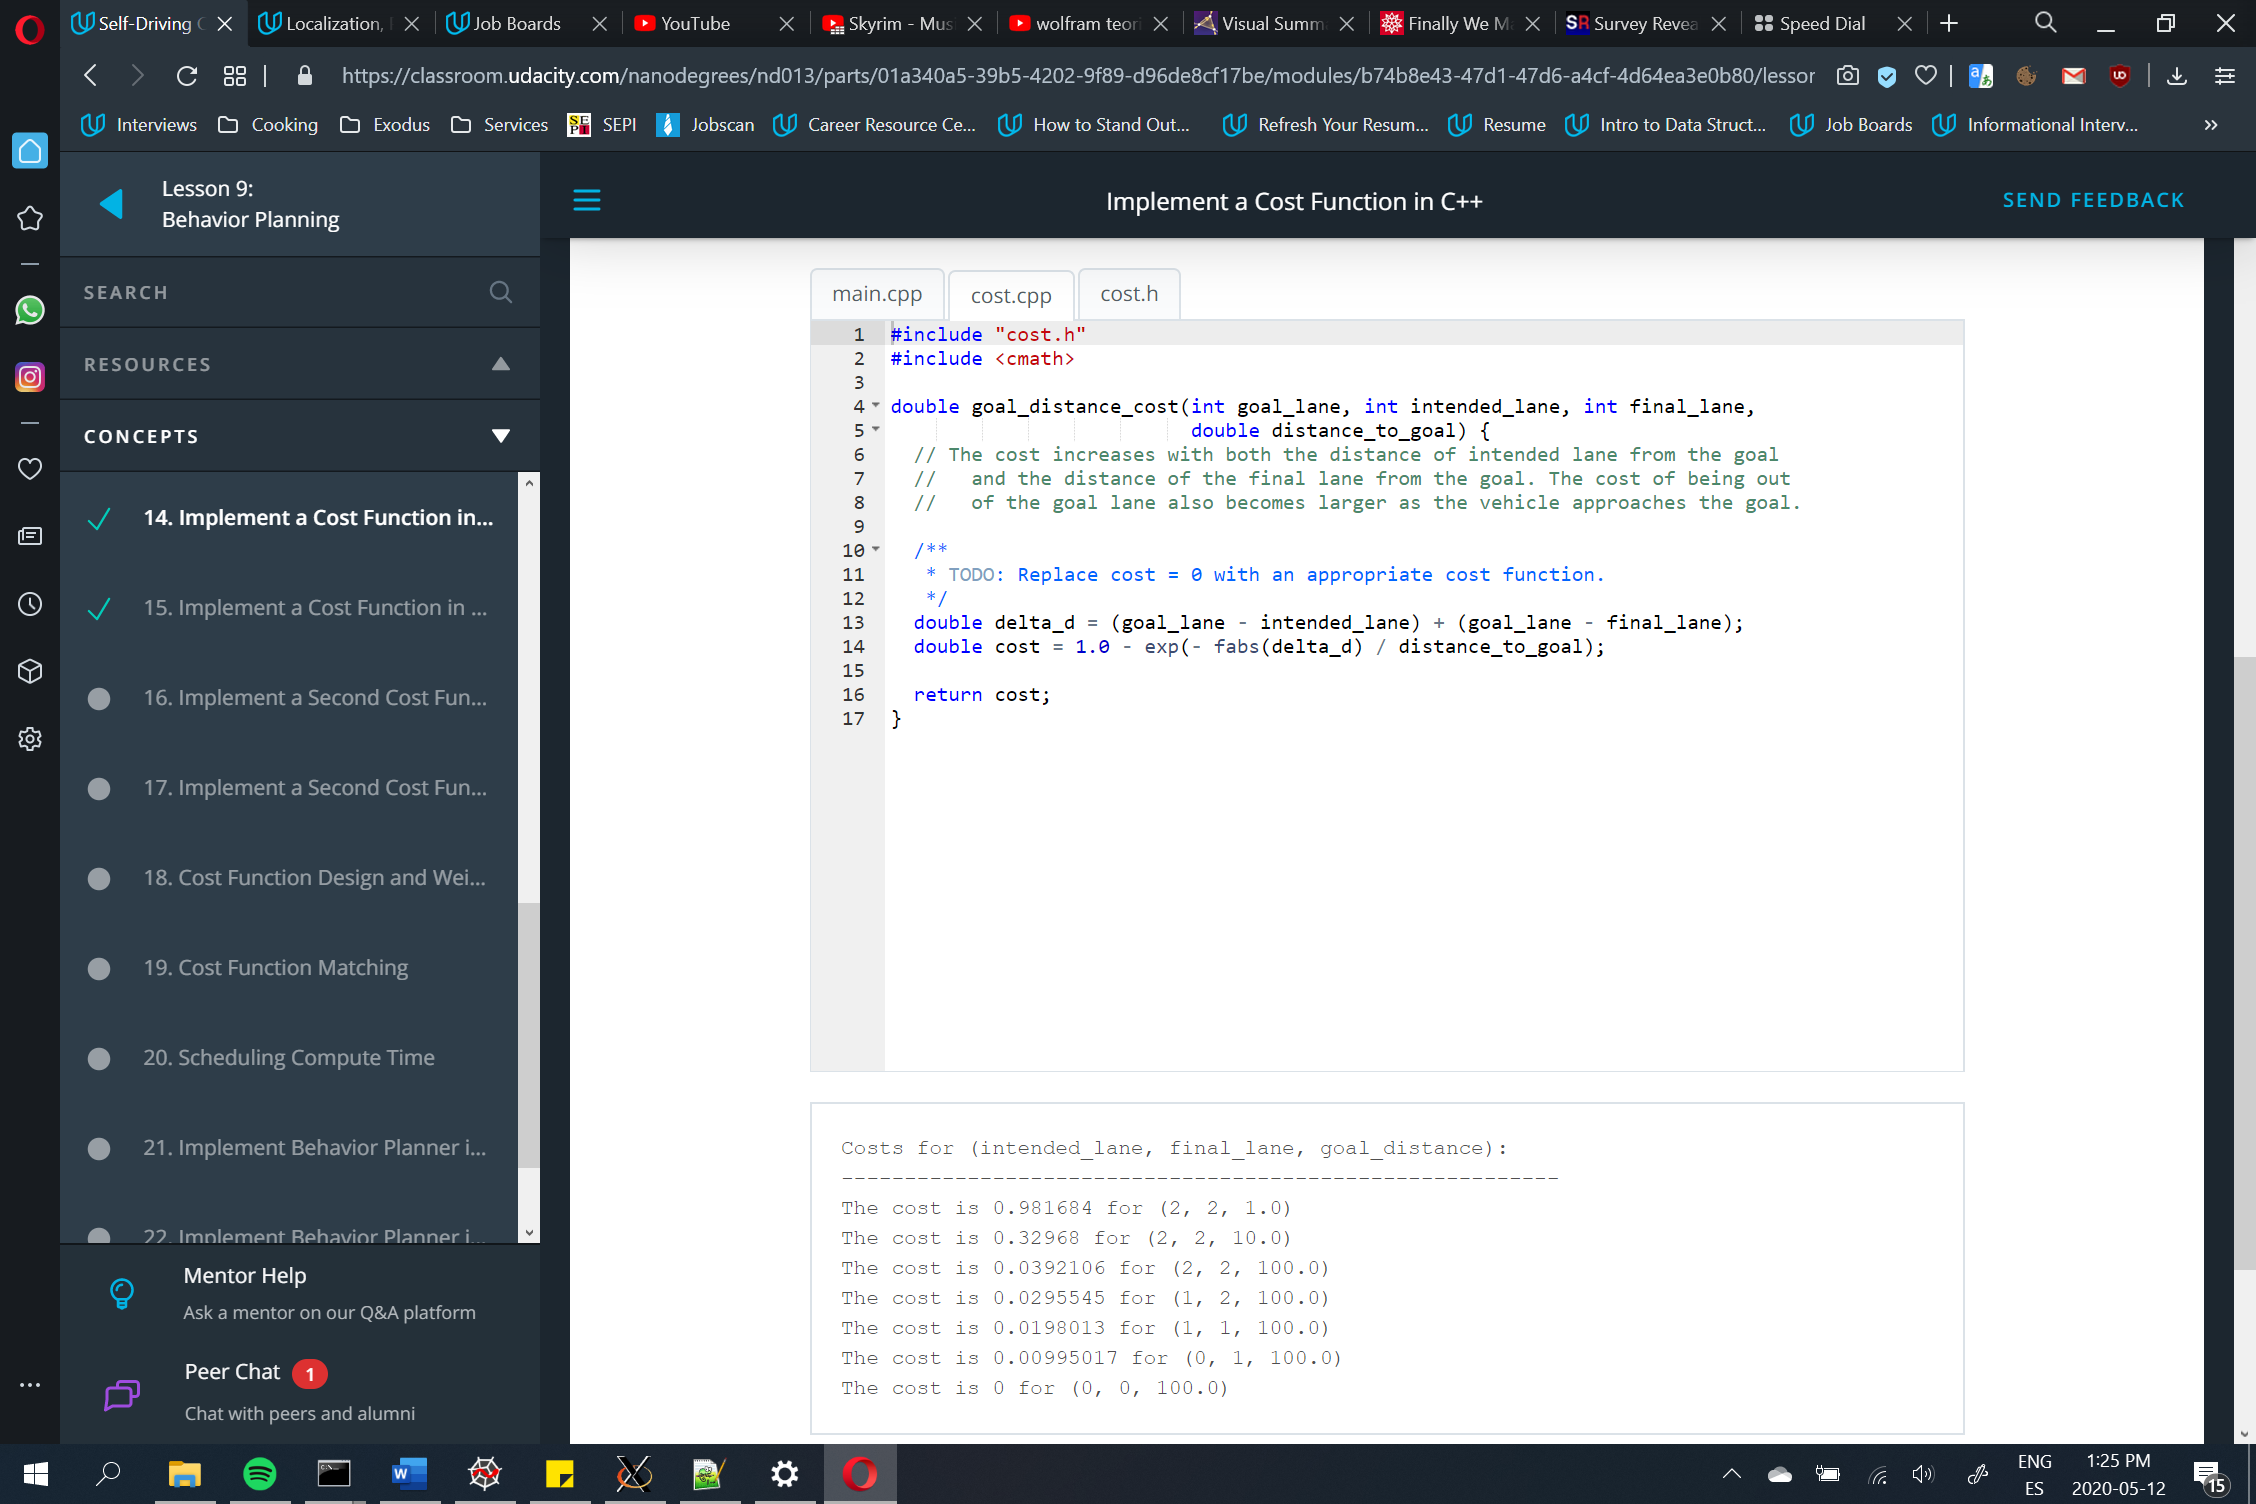 Self-Driving C
Localization,
Job Boards
YouTube
Skyrim - Mus
wolfram teori
Visual Summ
Finally We Ma
SR Survey Revea
Speed Dial
https://classroom.udacity.com/nanodegrees/nd013/parts/01a340a5-39b5-4202-9f89-d96de8cf17be/modules/b74b8e43-47d1-47d6-a4cf-4d64ea3e0b80/lessor
Interviews
Cooking
Exodus
Services
SEPI
Jobscan
Career Resource Ce...
How to Stand Out...
Refresh Your Resum...
Resume
Intro to Data Struct...
Job Boards
Informational Interv...
Lesson 9:
Behavior Planning
Implement a Cost Function in C++
SEND FEEDBACK
SEARCH
RESOURCES
CONCEPTS
14. Implement a Cost Function in...
15. Implement a Cost Function in ...
16. Implement a Second Cost Fun...
17. Implement a Second Cost Fun...
18. Cost Function Design and Wei...
19. Cost Function Matching
20. Scheduling Compute Time
21. Implement Behavior Planner i...
22. Implement Behavior Planner i...
Mentor Help
Ask a mentor on our Q&A platform
Peer Chat 1
Chat with peers and alumni
main.cpp
cost.cpp
cost.h
1 #include "cost.h"
2 #include <cmath>
3
4 double goal_distance_cost(int goal_lane, int intended_lane, int final_lane,
5 double distance_to_goal) {
6 // The cost increases with both the distance of intended lane from the goal
7 // and the distance of the final lane from the goal. The cost of being out
8 // of the goal lane also becomes larger as the vehicle approaches the goal.
9
10 /**
11 * TODO: Replace cost = 0 with an appropriate cost function.
12 */
13 double delta_d = (goal_lane - intended_lane) + (goal_lane - final_lane);
14 double cost = 1.0 - exp(- fabs(delta_d) / distance_to_goal);
15
16 return cost;
17 }
Costs for (intended_lane, final_lane, goal_distance):
---------------------------------------------------------
The cost is 0.981684 for (2, 2, 1.0)
The cost is 0.32968 for (2, 2, 10.0)
The cost is 0.0392106 for (2, 2, 100.0)
The cost is 0.0295545 for (1, 2, 100.0)
The cost is 0.0198013 for (1, 1, 100.0)
The cost is 0.00995017 for (0, 1, 100.0)
The cost is 0 for (0, 0, 100.0)
ENG
ES
1:25 PM
2020-05-12
15